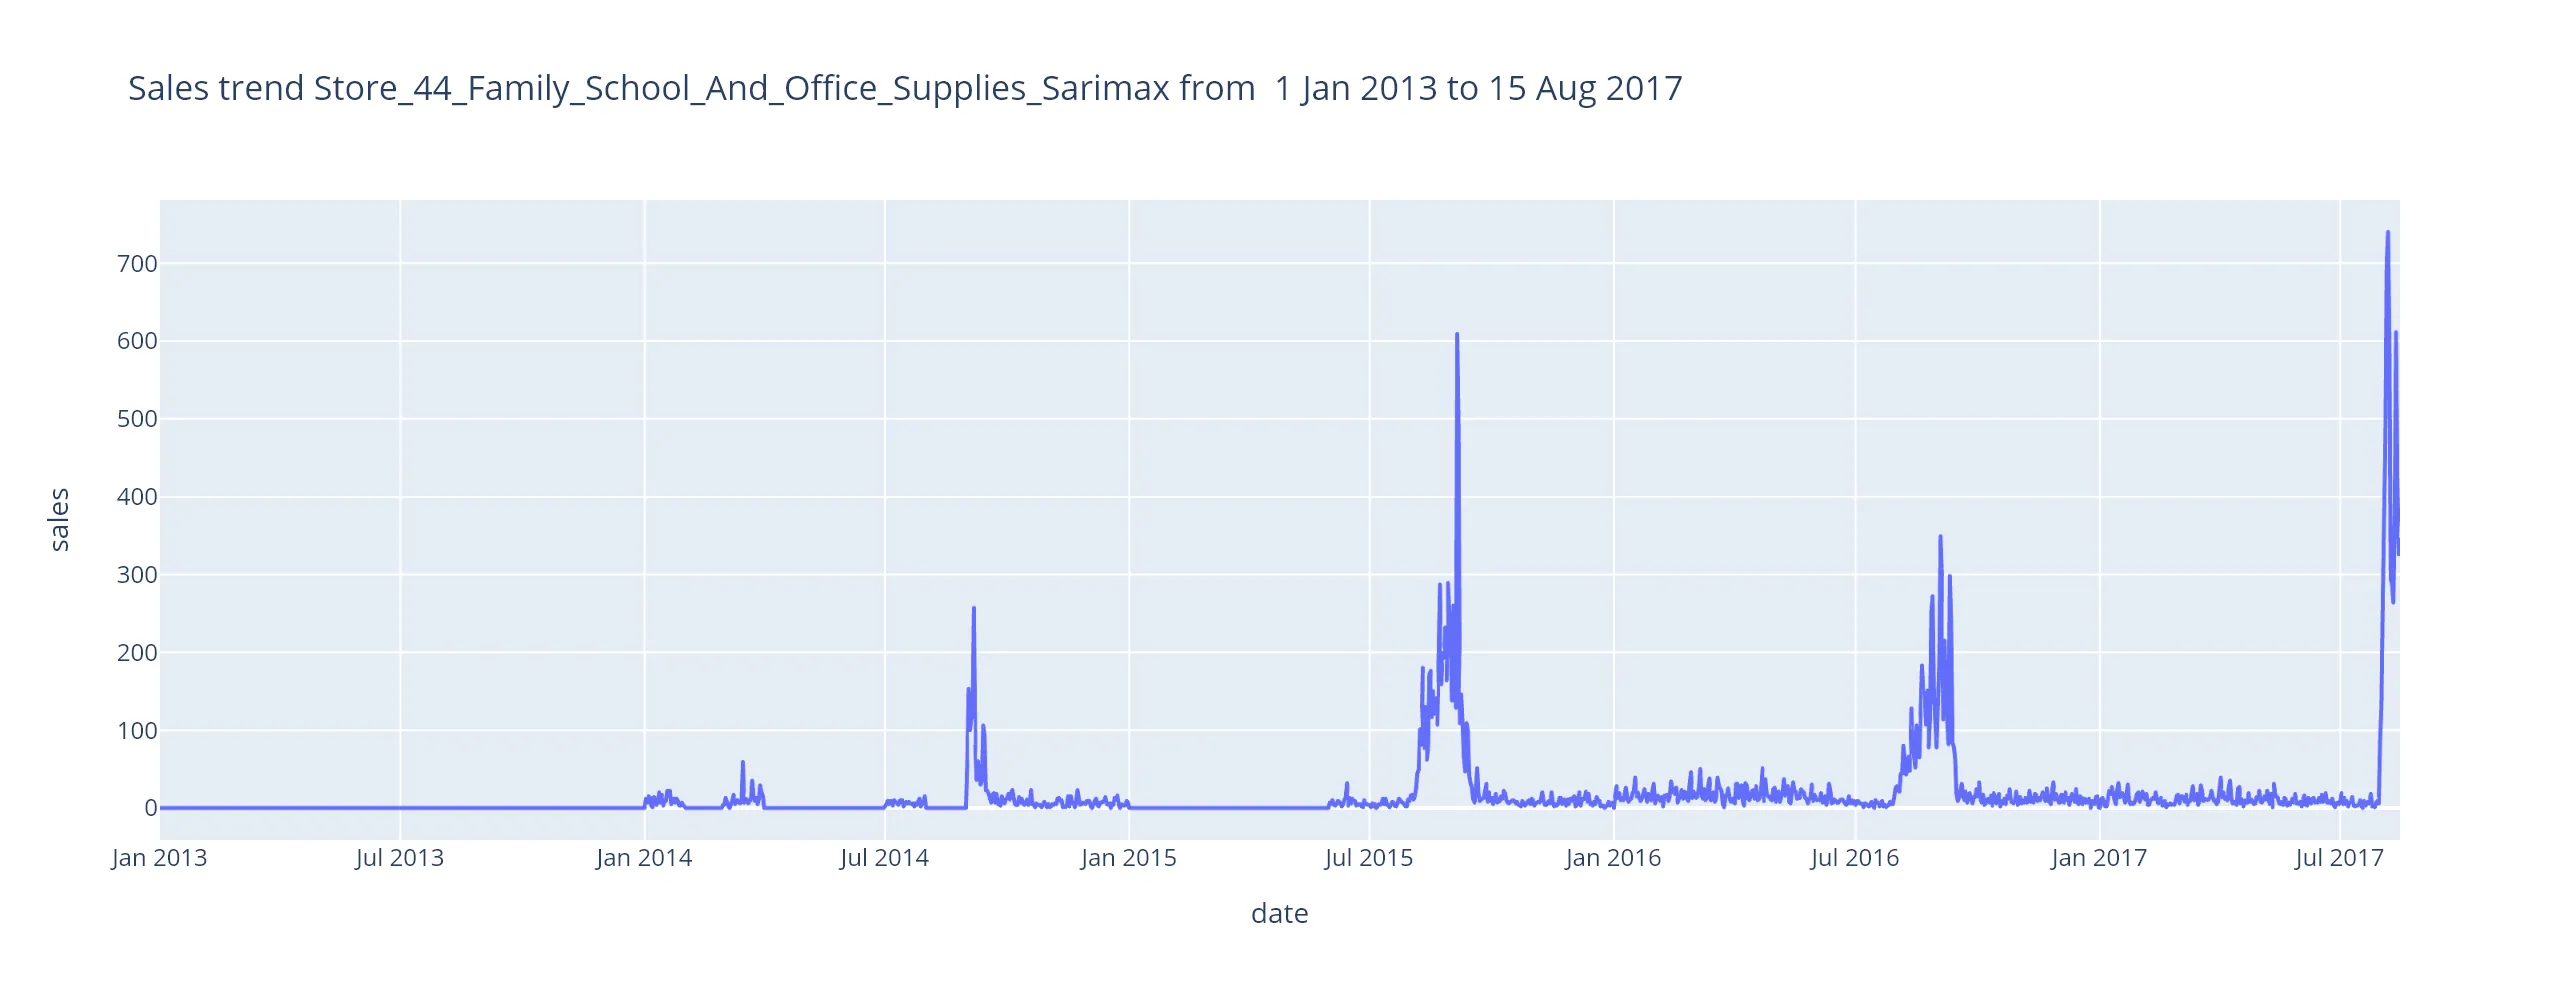 Sales trend Store_44_Family_School_And_Office_Supplies_Sarimax from  1 Jan 2013 to 15 Aug 2017
700
600
500
400
300
200
100
0
sales
Jan 2013 Jul 2013 Jan 2014 Jul 2014 Jan 2015 Jul 2015 Jan 2016 Jul 2016 Jan 2017 Jul 2017
date